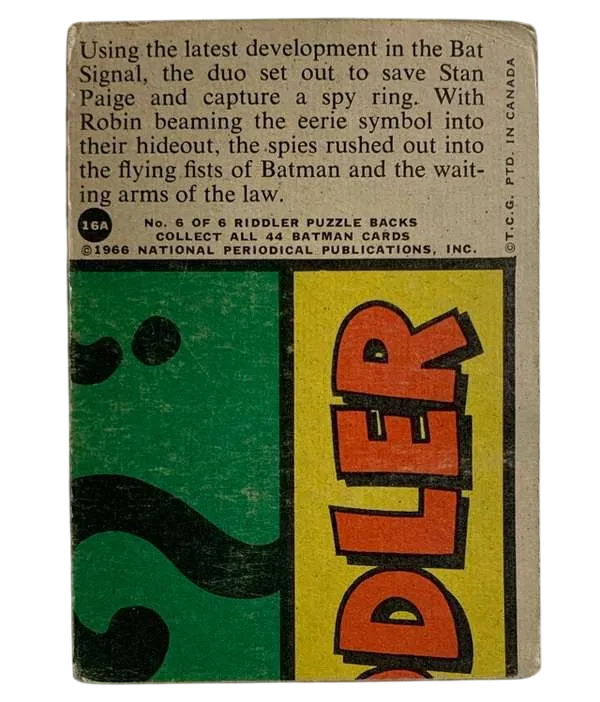 Using the latest development in the Bat
Signal, the duo set out to save Stan
Paige and capture a spy ring. With
Robin beaming the eerie symbol into
their hideout, the spies rushed out into
the flying fists of Batman and the wait-
ing arms of the law.
16A
No. 6 OF 6 RIDDLER PUZZLE BACKS
COLLECT ALL 44 BATMAN CARDS
©1966 NATIONAL PERIODICAL PUBLICATIONS, INC.
©T.C.G. PTD. IN CANADA
DLER